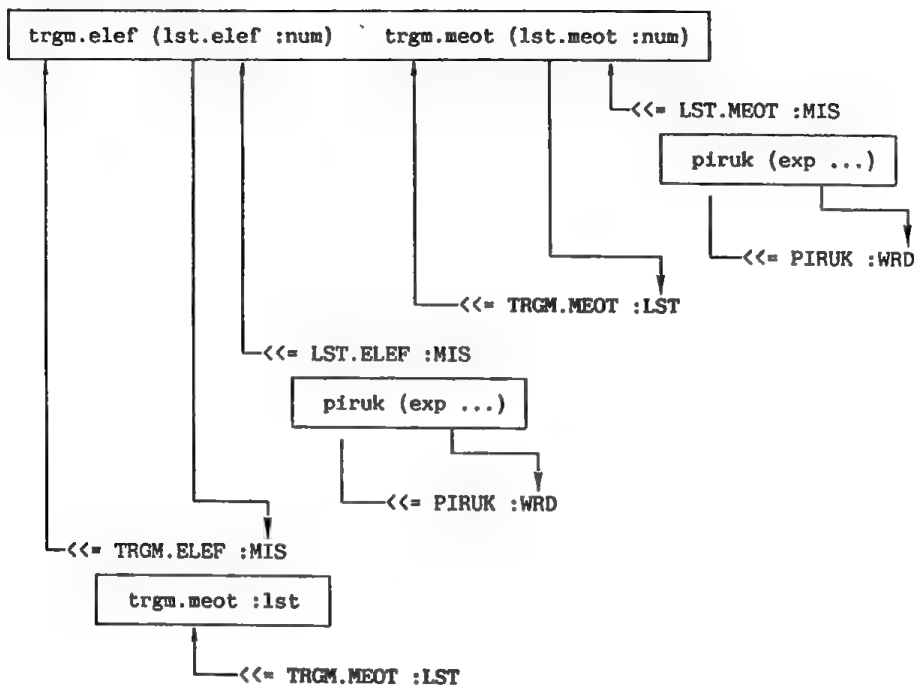 trgm.elef (lst.elef :num) trgm.meot (lst.meot :num)
<<= LST.MEOT :MIS
piruk (exp ...)
<<= PIRUK :WRD
<<= TRGM.MEOT :LST
<<= LST.ELEF :MIS
piruk (exp ...)
<<= PIRUK :WRD
<<= TRGM.ELEF :MIS
trgm.meot :lst
<<= TRGM.MEOT :LST